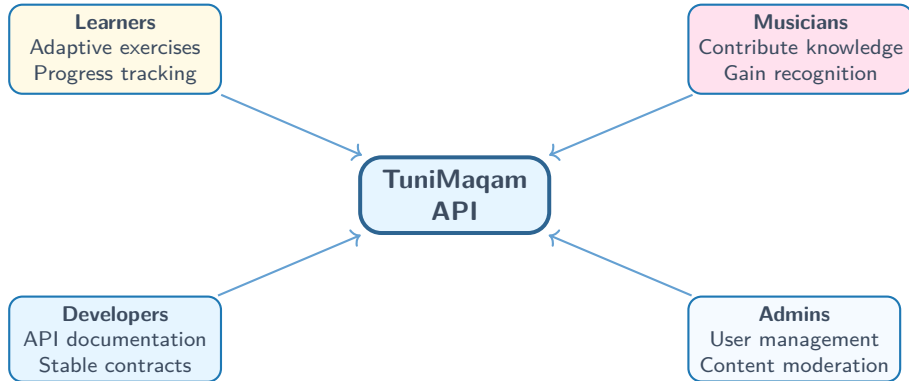 Learners
Adaptive exercises
Progress tracking
Musicians
Contribute knowledge
Gain recognition
TuniMaqam
API
Developers
API documentation
Stable contracts
Admins
User management
Content moderation